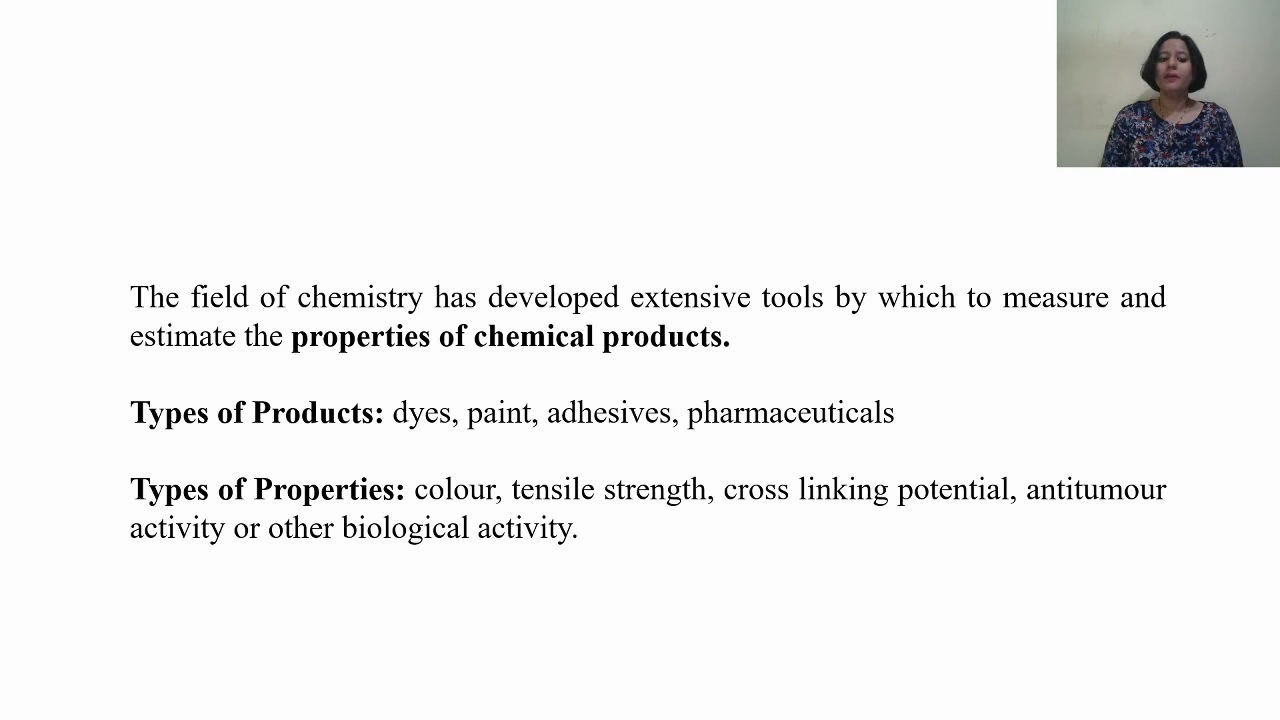 The field of chemistry has developed extensive tools by which to measure and
estimate the properties of chemical products.
Types of Products: dyes, paint, adhesives, pharmaceuticals
Types of Properties: colour, tensile strength, cross linking potential, antitumour
activity or other biological activity.